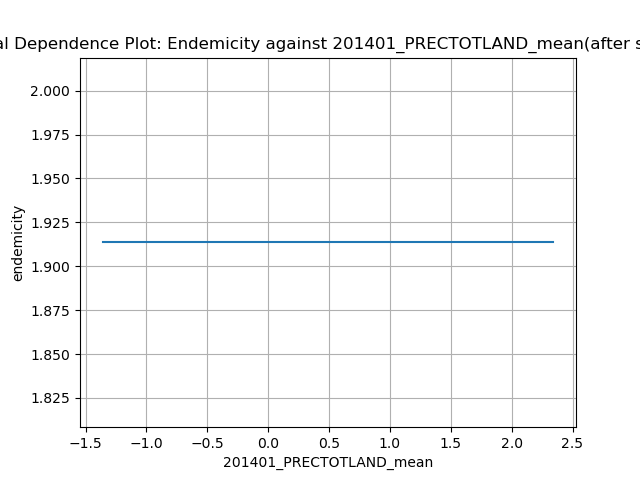 al Dependence Plot: Endemicity against 201401_PRECTOTLAND_mean(after s
2.000
1.975
1.950
1.925
1.900
1.875
1.850
1.825
endemicity
−1.5 −1.0 −0.5 0.0 0.5 1.0 1.5 2.0 2.5
201401_PRECTOTLAND_mean